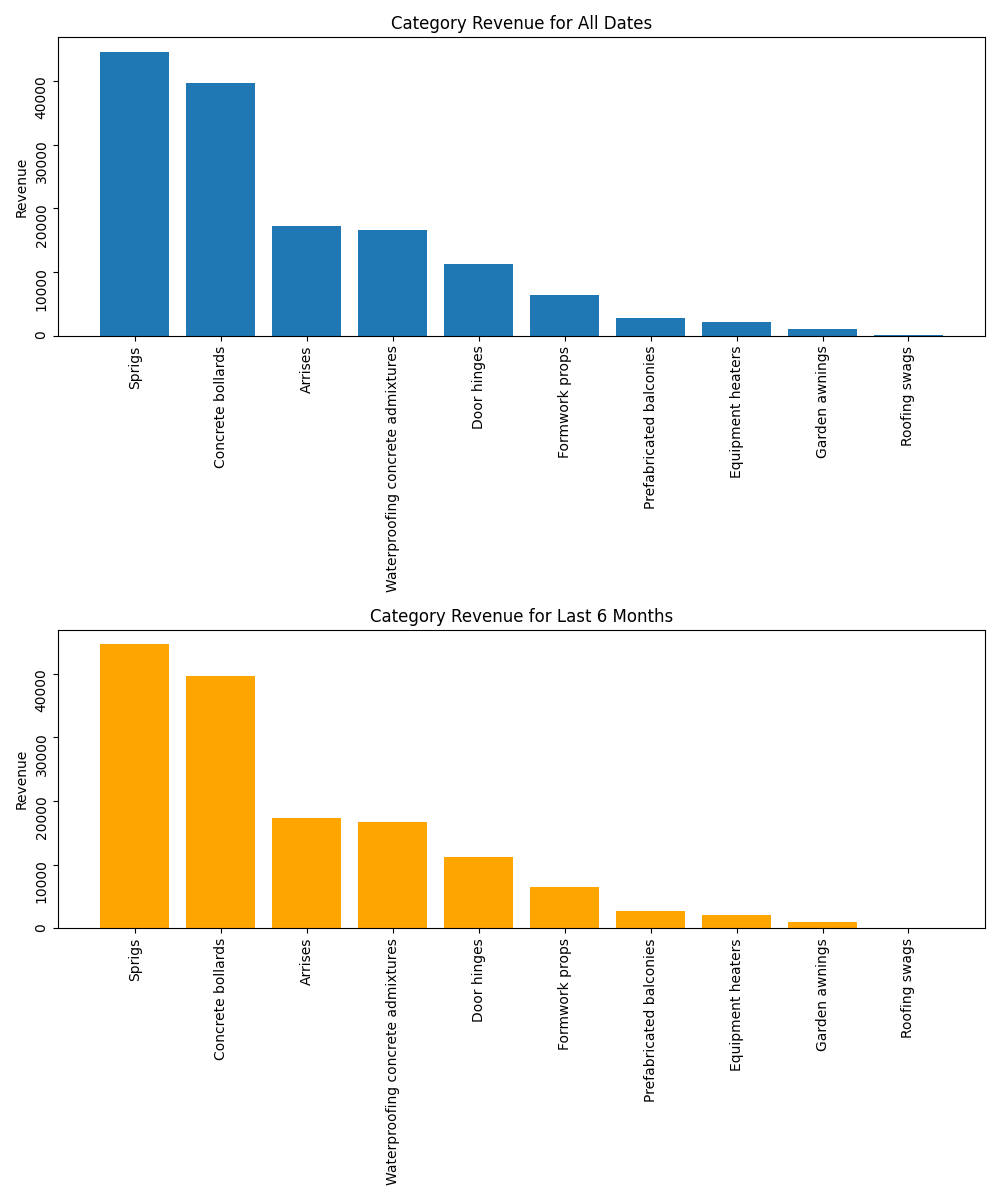 Category Revenue for All Dates
Revenue
40000
30000
20000
10000
0
Sprigs
Concrete bollards
Arrises
Waterproofing concrete admixtures
Door hinges
Formwork props
Prefabricated balconies
Equipment heaters
Garden awnings
Roofing swags
Category Revenue for Last 6 Months
Revenue
40000
30000
20000
10000
0
Sprigs
Concrete bollards
Arrises
Waterproofing concrete admixtures
Door hinges
Formwork props
Prefabricated balconies
Equipment heaters
Garden awnings
Roofing swags